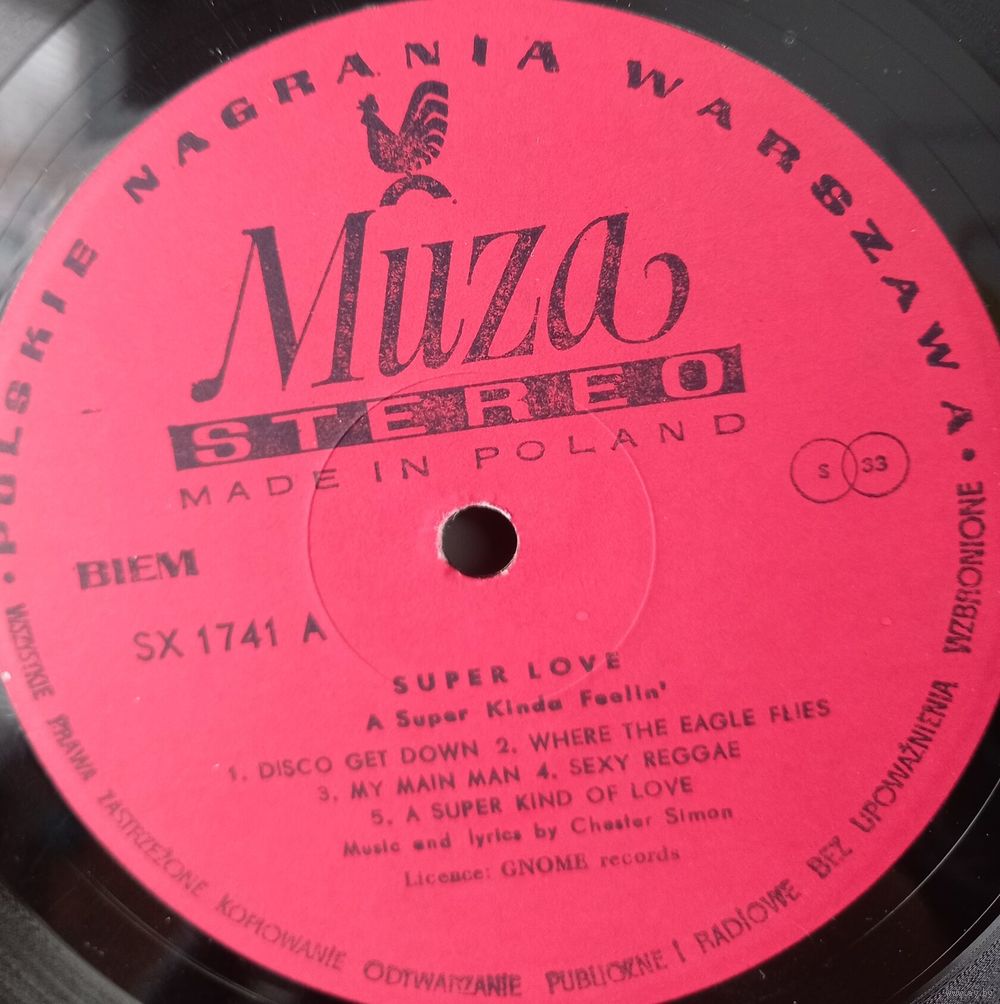 POLSKIE NAGRANIA WARSZAWA
Muza
STEREO
MADE IN POLAND
S 33
BIEM
SX 1741 A
SUPER LOVE
A Super Kinda Feelin'
1. DISCO GET DOWN 2. WHERE THE EAGLE FLIES
3. MY MAIN MAN 4. SEXY REGGAE
5. A SUPER KIND OF LOVE
Music and lyrics by Chester Simon
Licence: GNOME records
WSZYSTKIE PRAWA ZASTRZEŻONE KOPIOWANIE ODTWARZANIE PUBLICZNE I RADIOWE BEZ UPOWAŻNIENIA WZBRONIONE